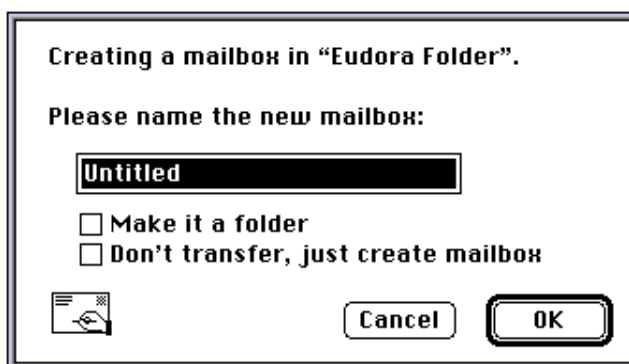 Creating a mailbox in “Eudora Folder”.
Please name the new mailbox:
Untitled
Make it a folder
Don’t transfer, just create mailbox
Cancel OK